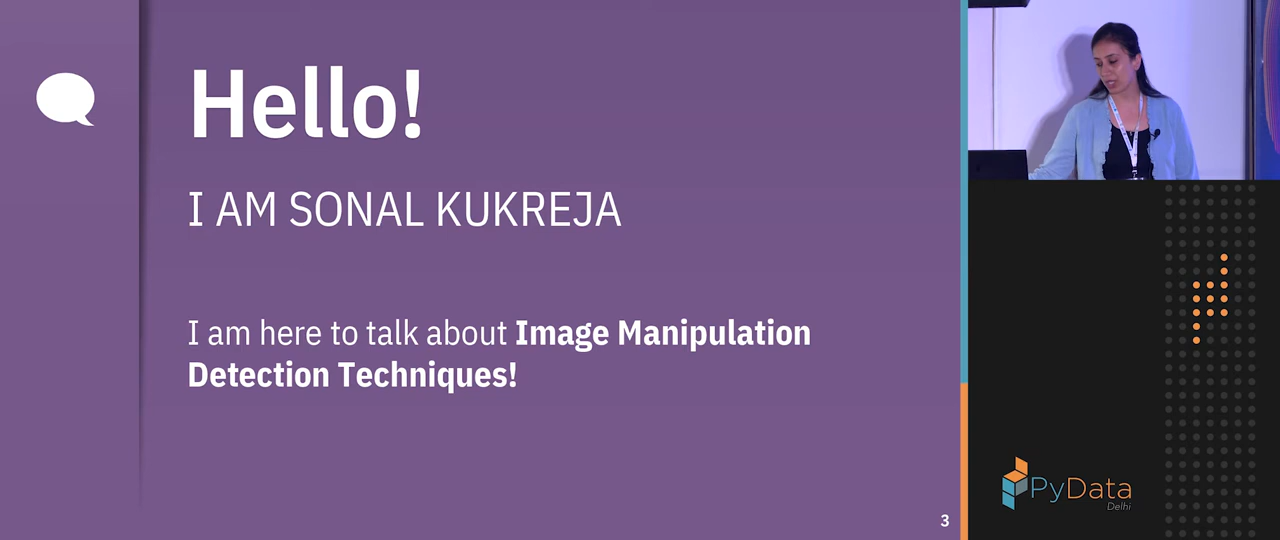 Hello!
I AM SONAL KUKREJA
I am here to talk about Image Manipulation
Detection Techniques!
3
PyData
Delhi